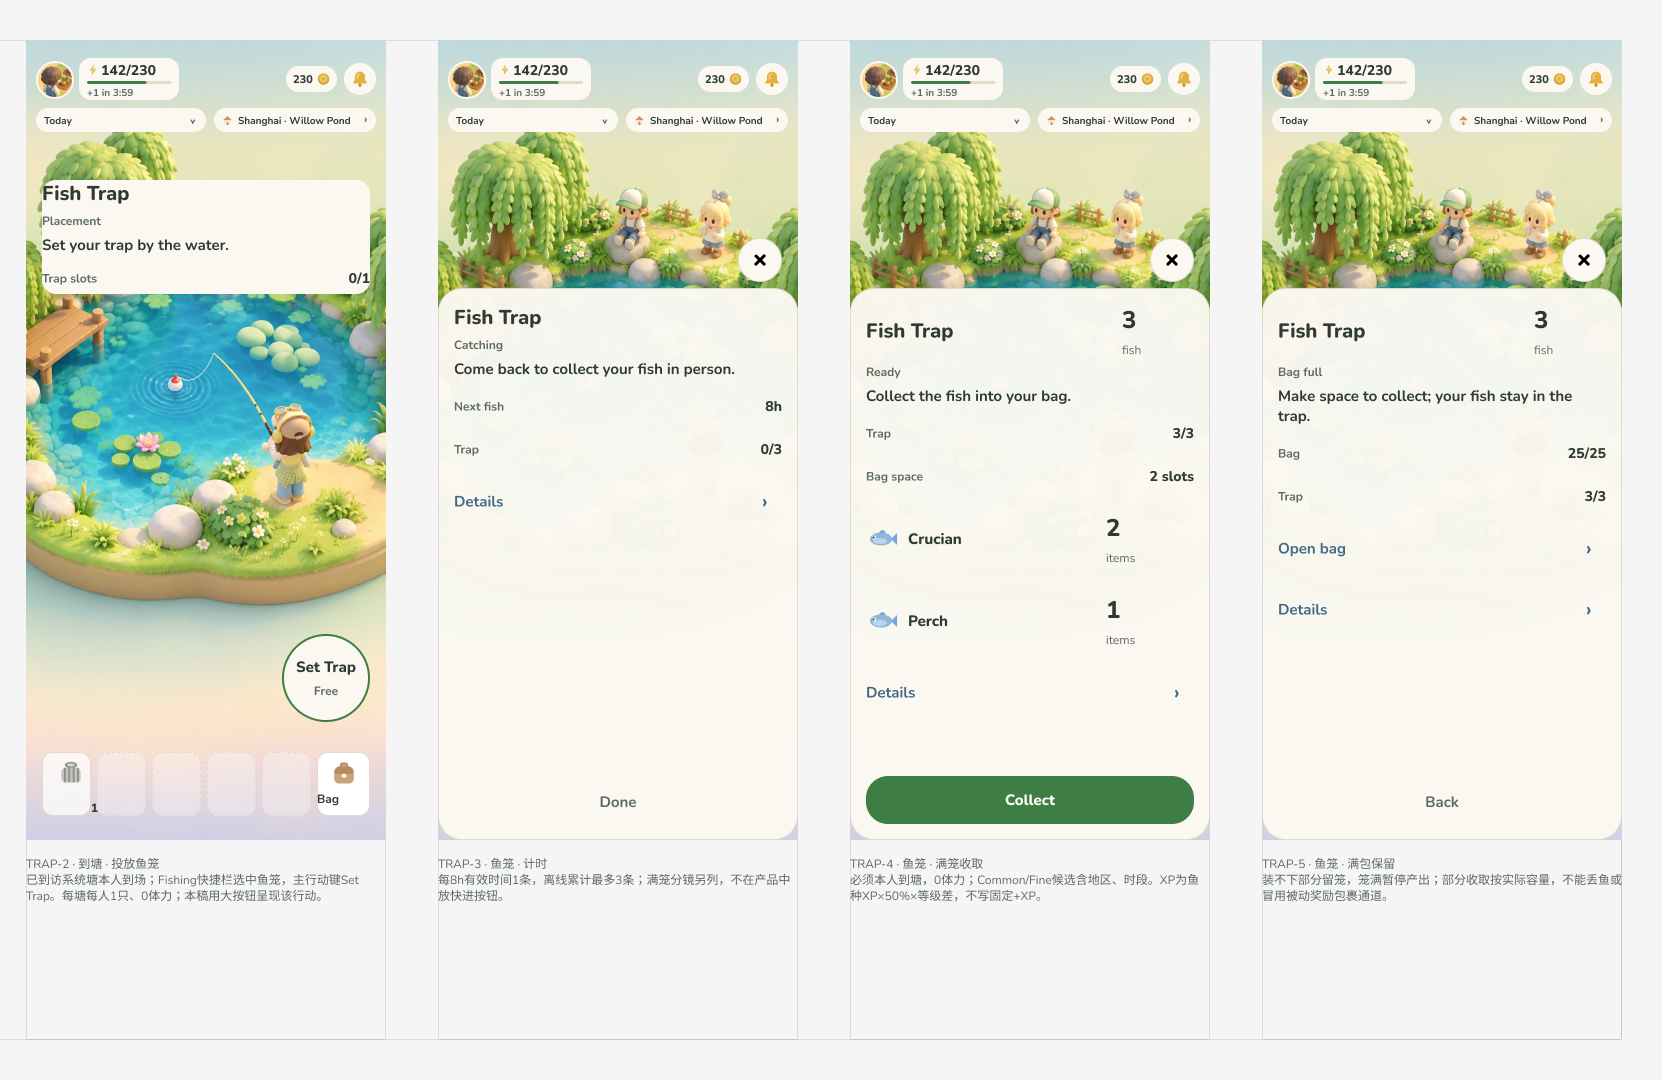 142/230
+1 in 3:59
230
Today
Shanghai · Willow Pond
Fish Trap
Placement
Set your trap by the water.
Trap slots 0/1
Set Trap
Free
1
Bag
TRAP-2 · 到塘 · 投放鱼笼
已到访系统塘本人到场；Fishing快捷栏选中鱼笼，主行动键Set
Trap。每塘每人1只、0体力；本稿用大按钮呈现该行动。
142/230
+1 in 3:59
230
Today
Shanghai · Willow Pond
Fish Trap
Catching
Come back to collect your fish in person.
Next fish 8h
Trap 0/3
Details
Done
TRAP-3 · 鱼笼 · 计时
每8h有效时间1条，离线累计最多3条；满笼分镜另列，不在产品中
放快进按钮。
142/230
+1 in 3:59
230
Today
Shanghai · Willow Pond
Fish Trap
3
fish
Ready
Collect the fish into your bag.
Trap 3/3
Bag space 2 slots
Crucian
2
items
Perch
1
items
Details
Collect
TRAP-4 · 鱼笼 · 满笼收取
必须本人到塘，0体力；Common/Fine候选含地区、时段。XP为鱼
种XP×50%×等级差，不写固定+XP。
142/230
+1 in 3:59
230
Today
Shanghai · Willow Pond
Fish Trap
3
fish
Bag full
Make space to collect; your fish stay in the
trap.
Bag 25/25
Trap 3/3
Open bag
Details
Back
TRAP-5 · 鱼笼 · 满包保留
装不下部分留笼，笼满暂停产出；部分收取按实际容量，不能丢鱼或
冒用被动奖励包裹通道。